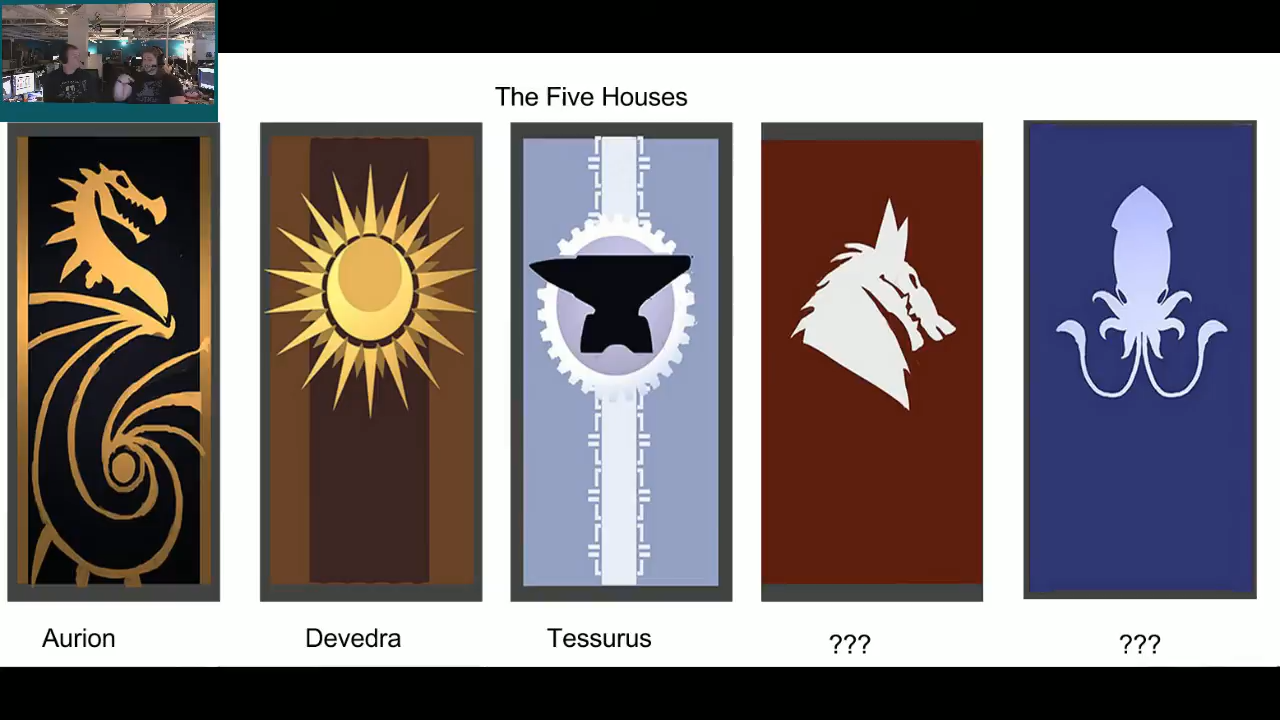 The Five Houses
Aurion
Devedra
Tessurus
???
???